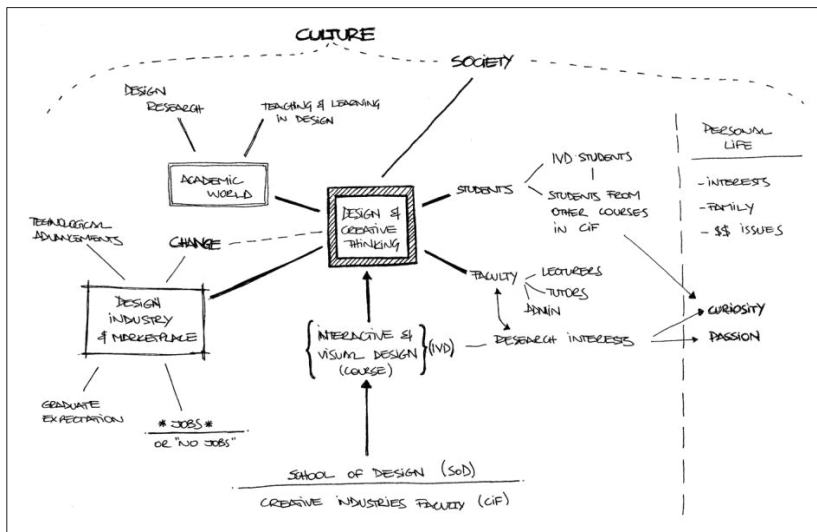 CULTURE
SOCIETY
DESIGN
RESEARCH
TEACHING & LEARNING
IN DESIGN
ACADEMIC
WORLD
TECHNOLOGICAL
ADVANCEMENTS
CHANGE
DESIGN
INDUSTRY
& MARKETPLACE
GRADUATE
EXPECTATION
* JOBS *
OR "NO JOBS"
DESIGN &
CREATIVE
THINKING
STUDENTS
IVD STUDENTS
STUDENTS FROM
OTHER COURSES
IN CiF
FACULTY
LECTURERS
TUTORS
ADMIN
{INTERACTIVE &
VISUAL DESIGN
(COURSE)} (IVD)
RESEARCH INTERESTS
SCHOOL OF DESIGN (SoD)
CREATIVE INDUSTRIES FACULTY (CiF)
PERSONAL
LIFE
- INTERESTS
- FAMILY
- $$ ISSUES
CURIOSITY
PASSION